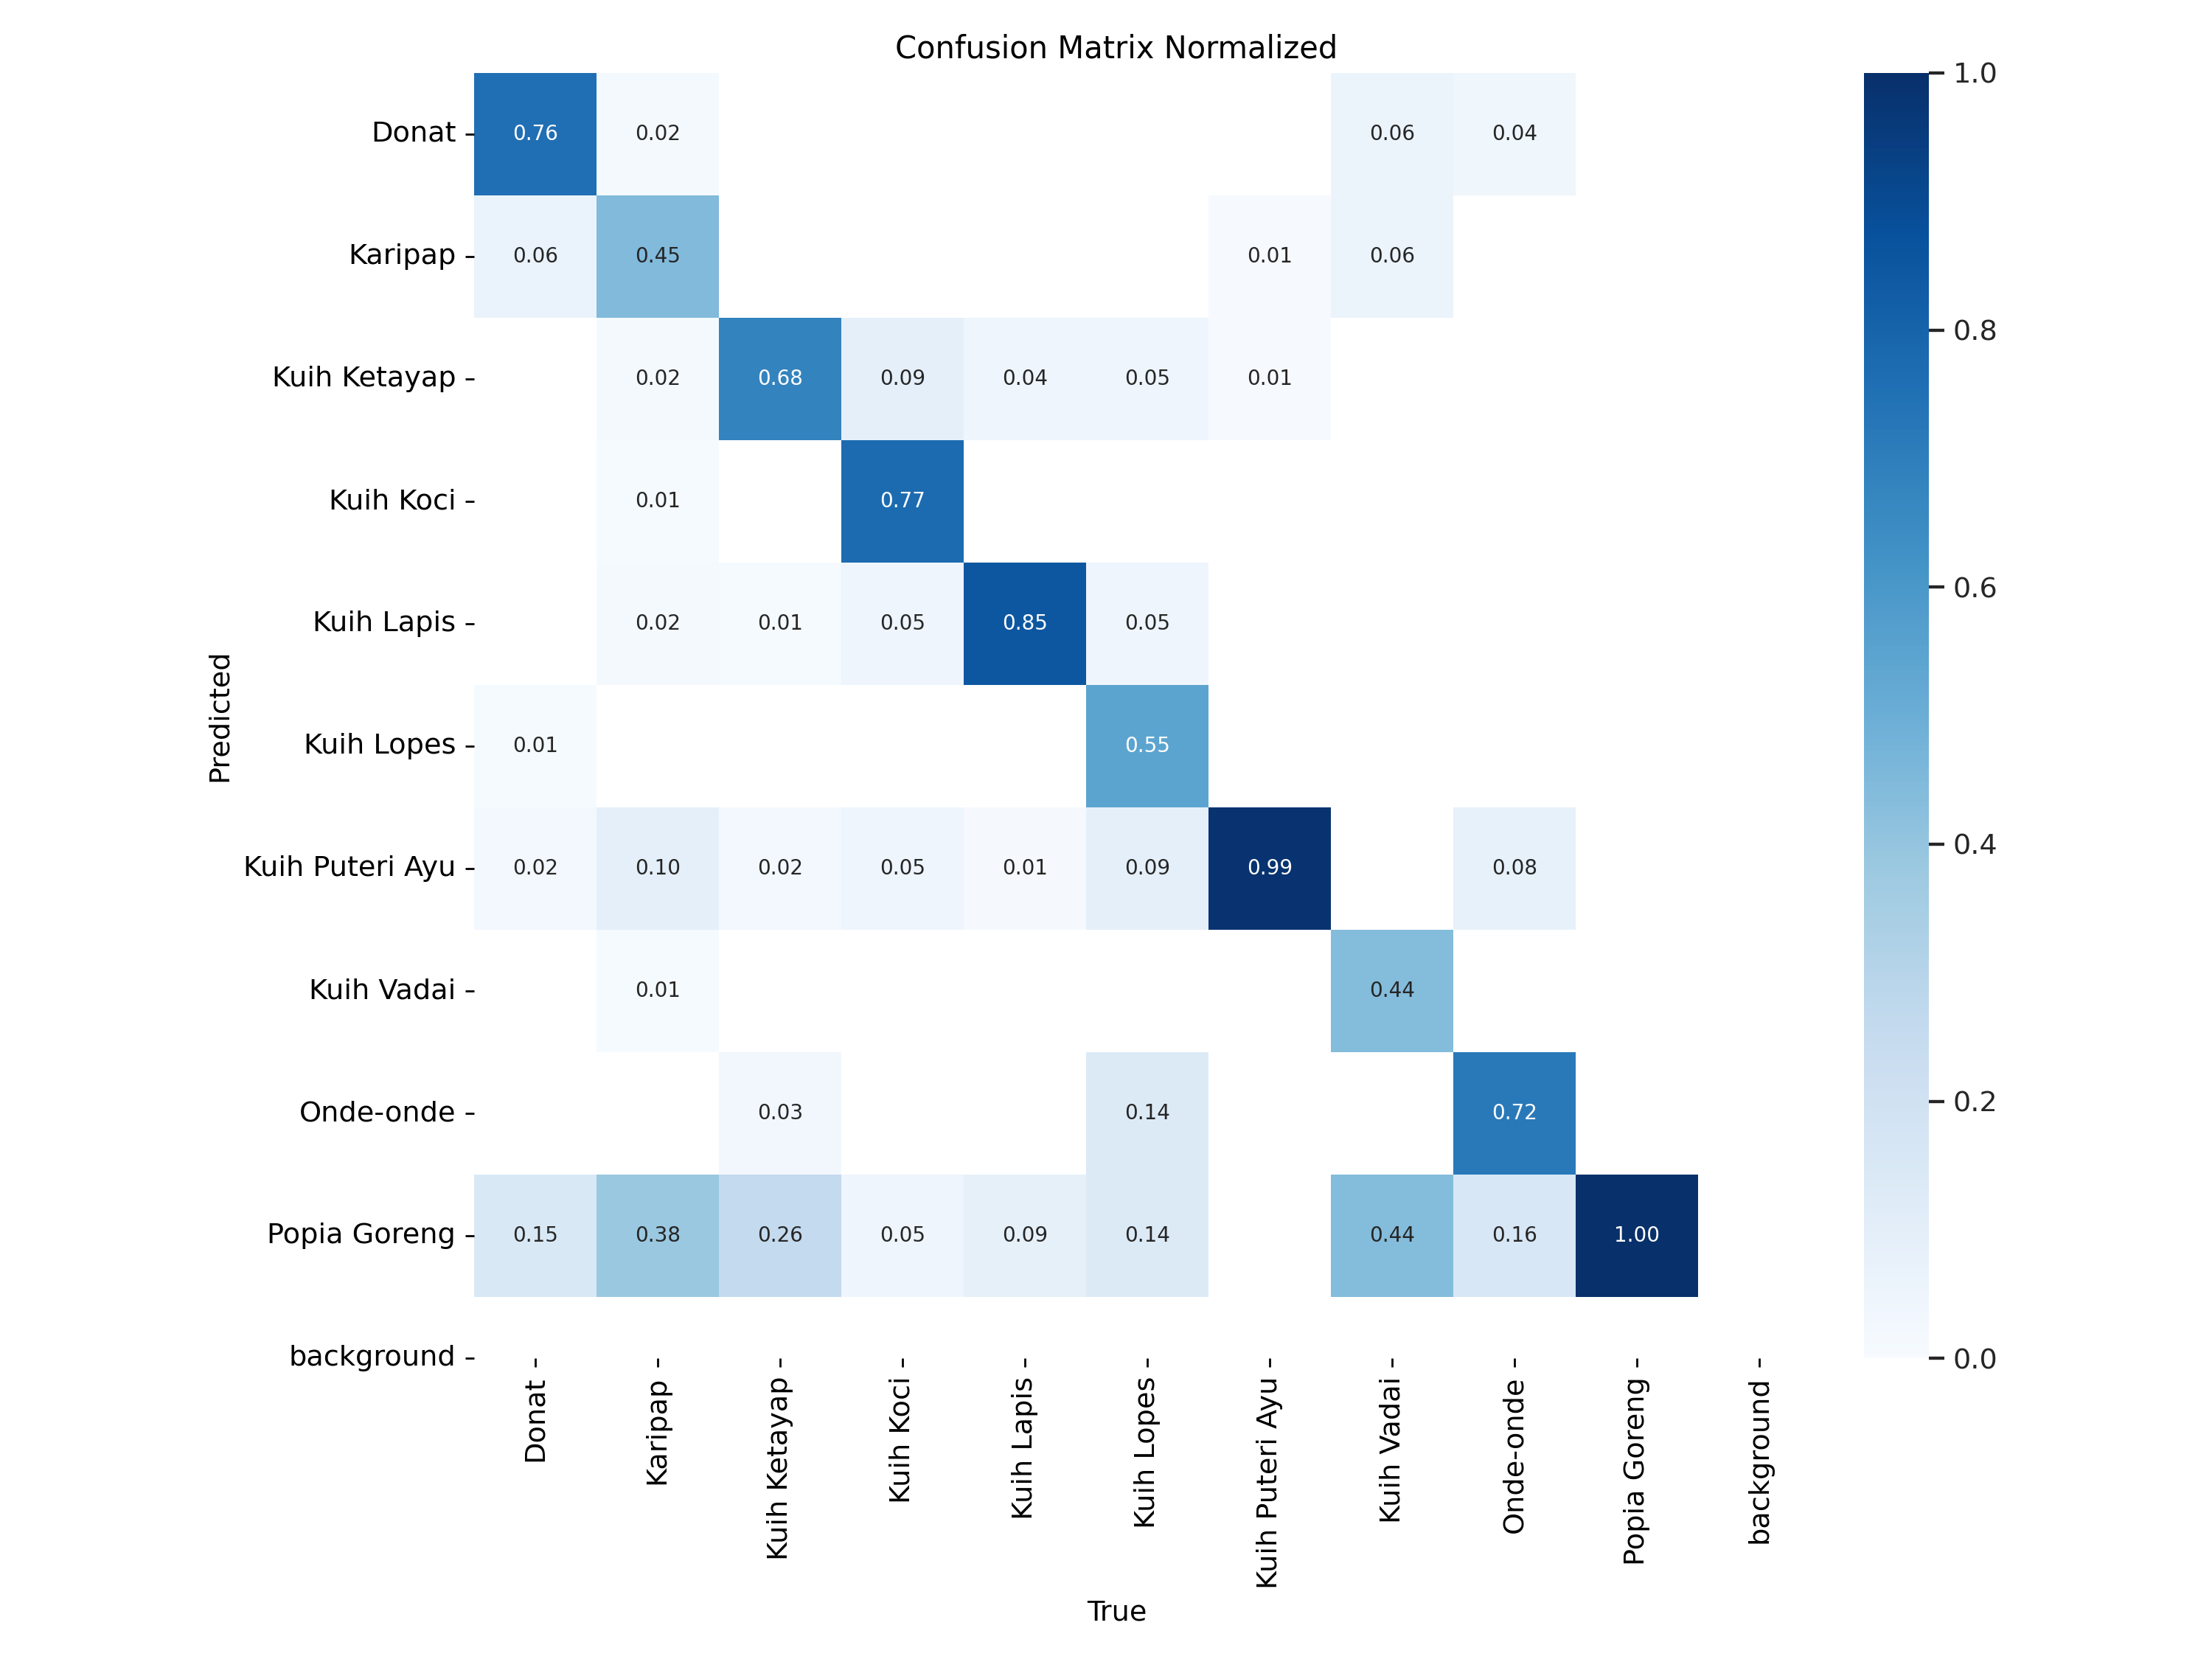 Confusion Matrix Normalized
Donat 0.76 0.02 0.06 0.04
Karipap 0.06 0.45 0.01 0.06
Kuih Ketayap 0.02 0.68 0.09 0.04 0.05 0.01
Kuih Koci 0.01 0.77
Kuih Lapis 0.02 0.01 0.05 0.85 0.05
Kuih Lopes 0.01 0.55
Kuih Puteri Ayu 0.02 0.10 0.02 0.05 0.01 0.09 0.99 0.08
Kuih Vadai 0.01 0.44
Onde-onde 0.03 0.14 0.72
Popia Goreng 0.15 0.38 0.26 0.05 0.09 0.14 0.44 0.16 1.00
background
Predicted
Donat
Karipap
Kuih Ketayap
Kuih Koci
Kuih Lapis
Kuih Lopes
Kuih Puteri Ayu
Kuih Vadai
Onde-onde
Popia Goreng
background
True
1.0
0.8
0.6
0.4
0.2
0.0